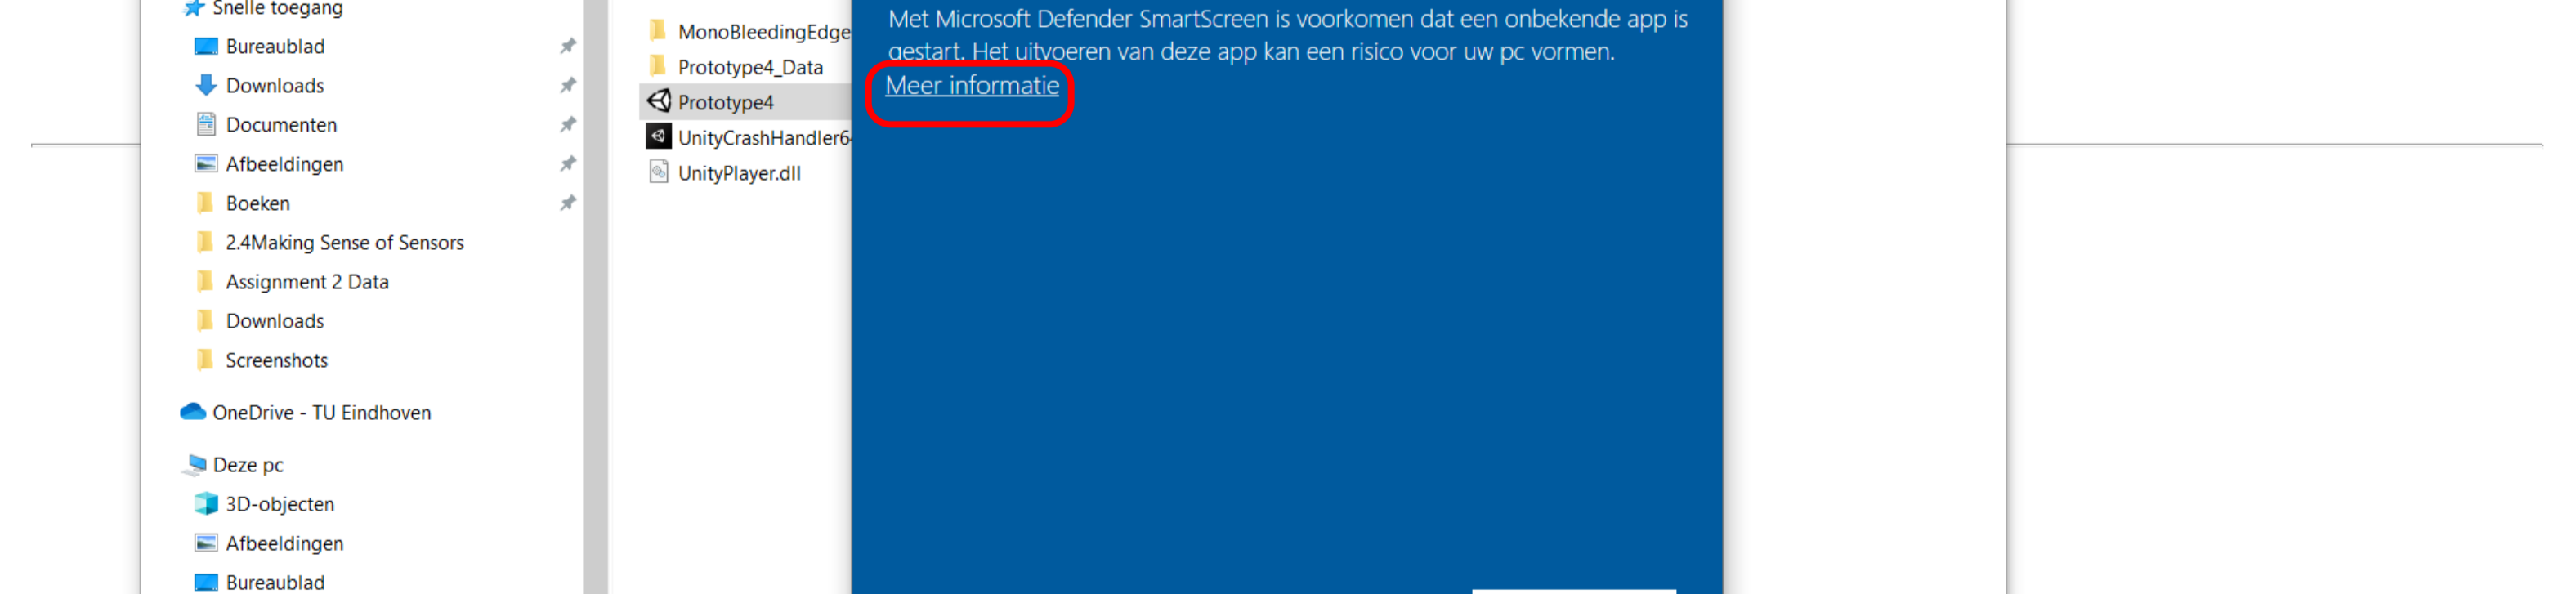 Snelle toegang
Bureaublad
Downloads
Documenten
Afbeeldingen
Boeken
2.4Making Sense of Sensors
Assignment 2 Data
Downloads
Screenshots
OneDrive - TU Eindhoven
Deze pc
3D-objecten
Afbeeldingen
Bureaublad
MonoBleedingEdge
Prototype4_Data
Prototype4
UnityCrashHandler6
UnityPlayer.dll
Met Microsoft Defender SmartScreen is voorkomen dat een onbekende app is
gestart. Het uitvoeren van deze app kan een risico voor uw pc vormen.
Meer informatie